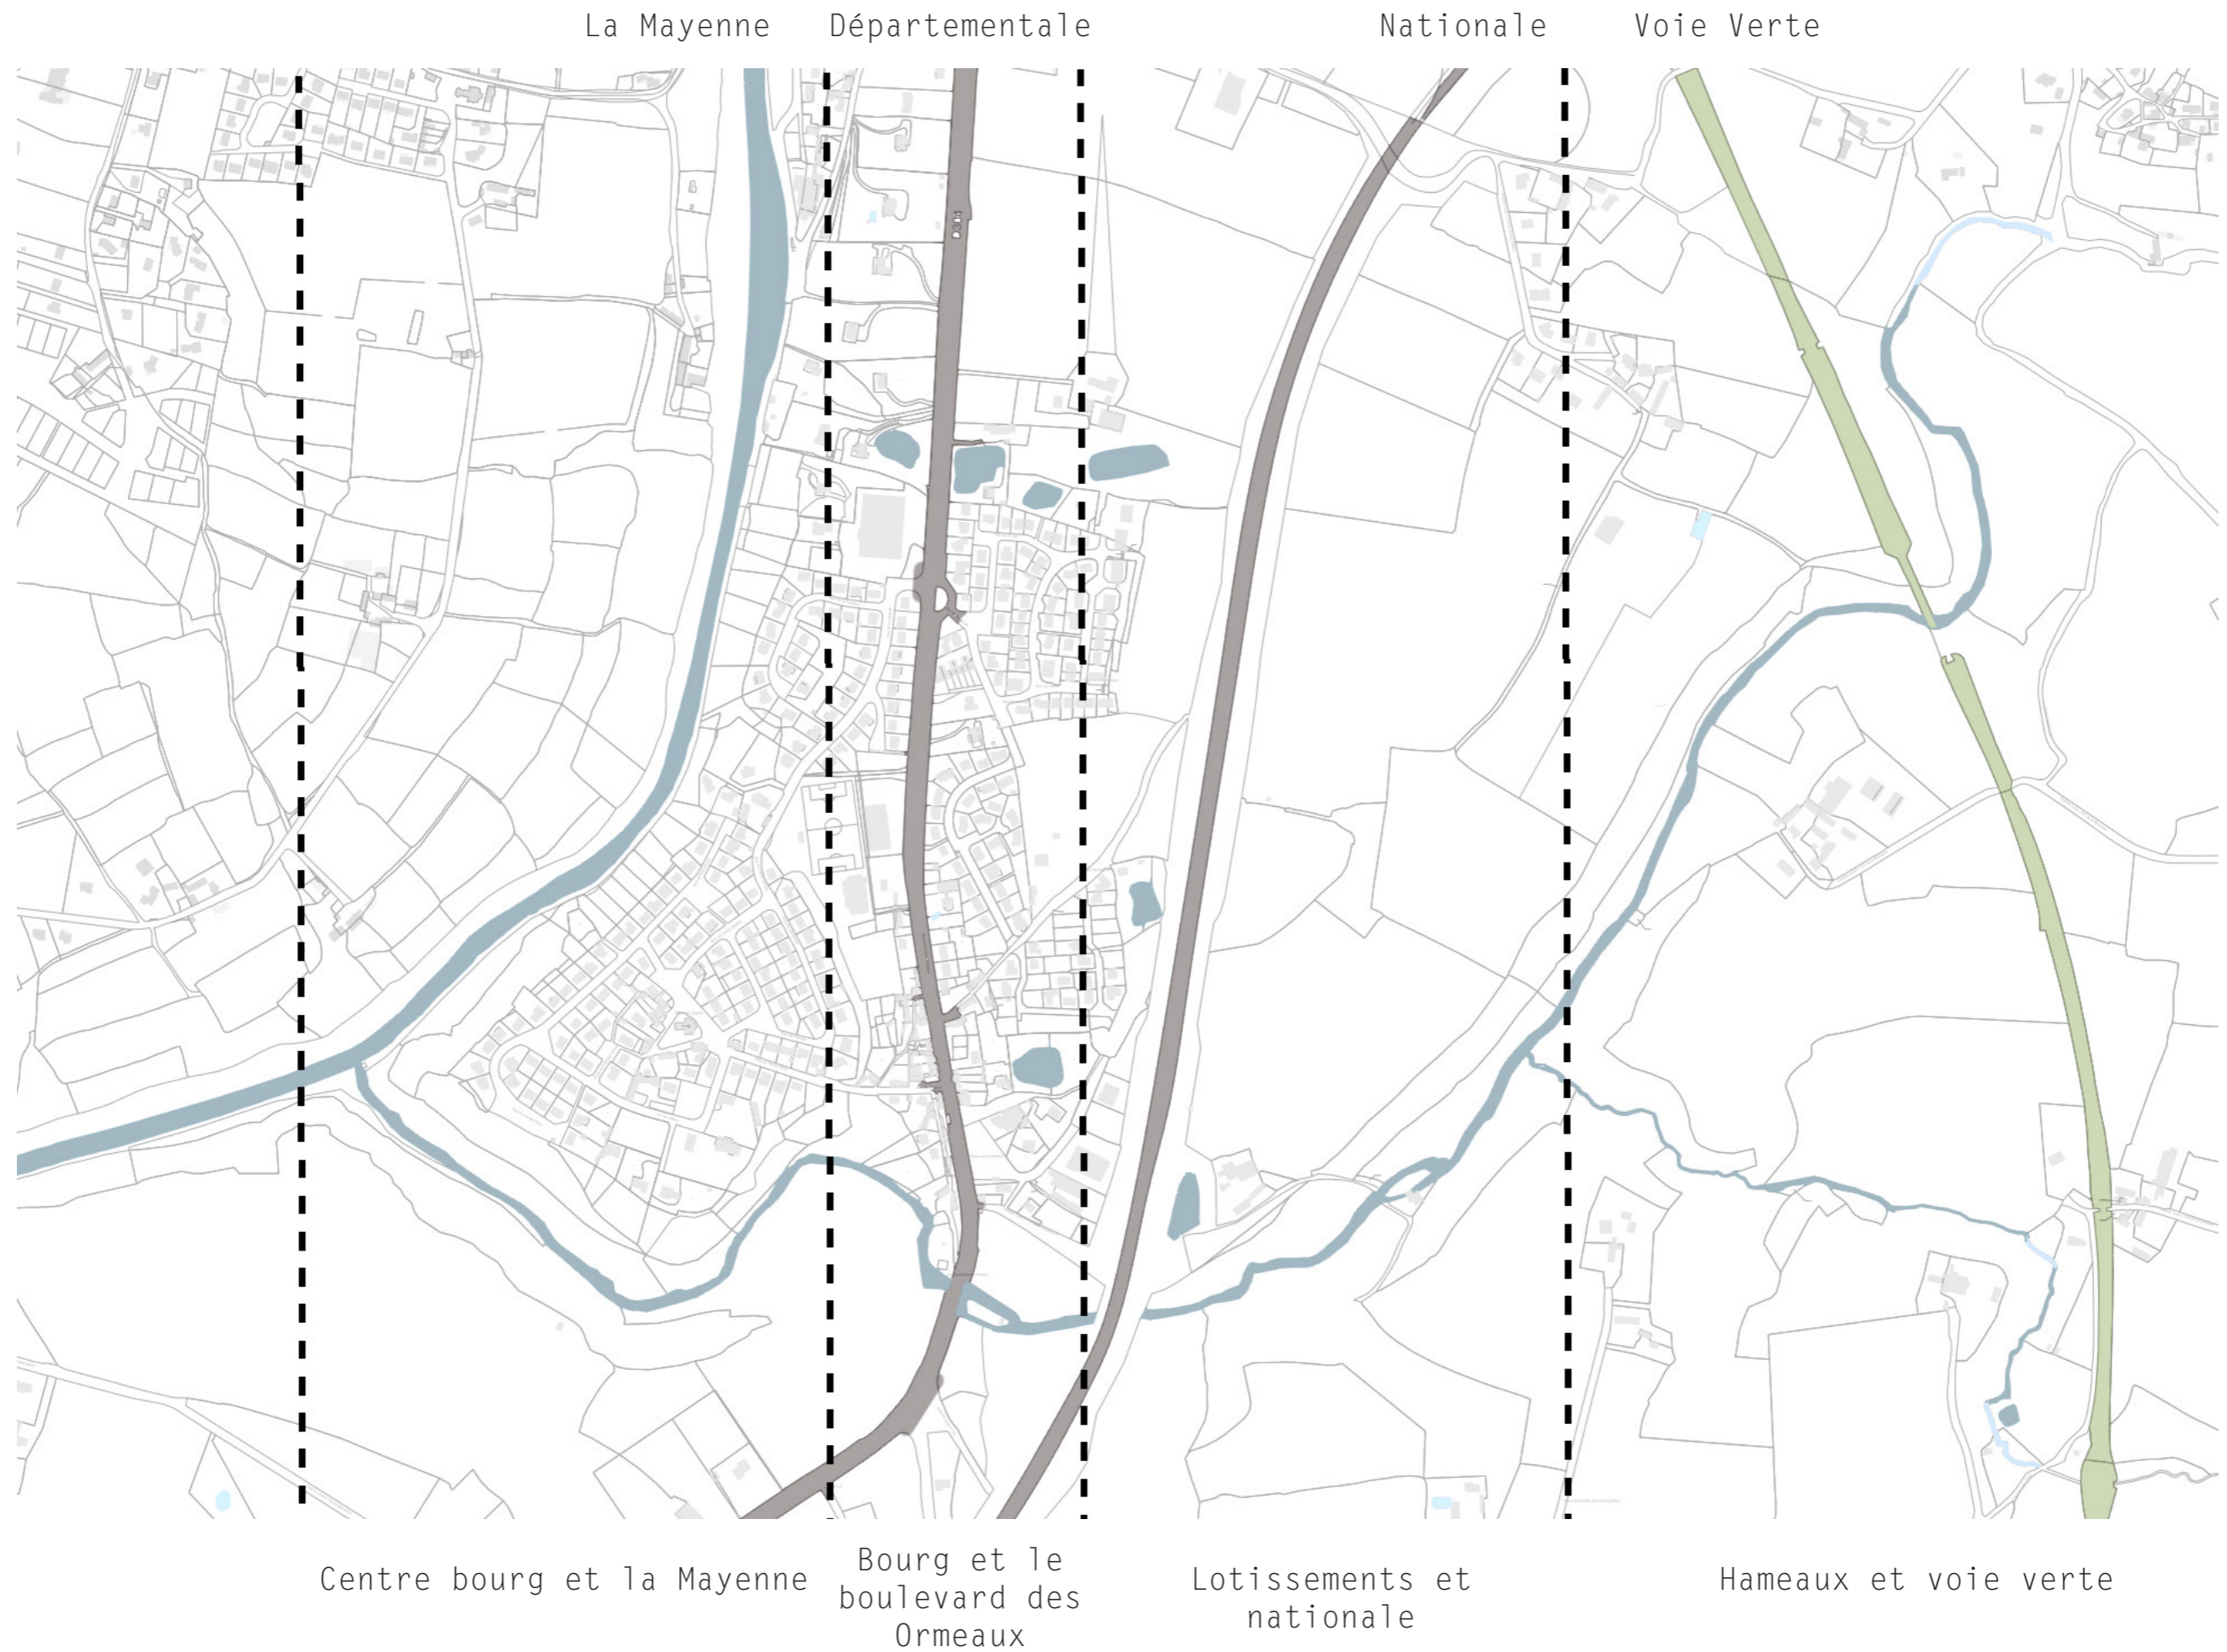 La Mayenne
Départementale
Nationale
Voie Verte
D304
Centre bourg et la Mayenne
Bourg et le
boulevard des
Ormeaux
Lotissements et
nationale
Hameaux et voie verte